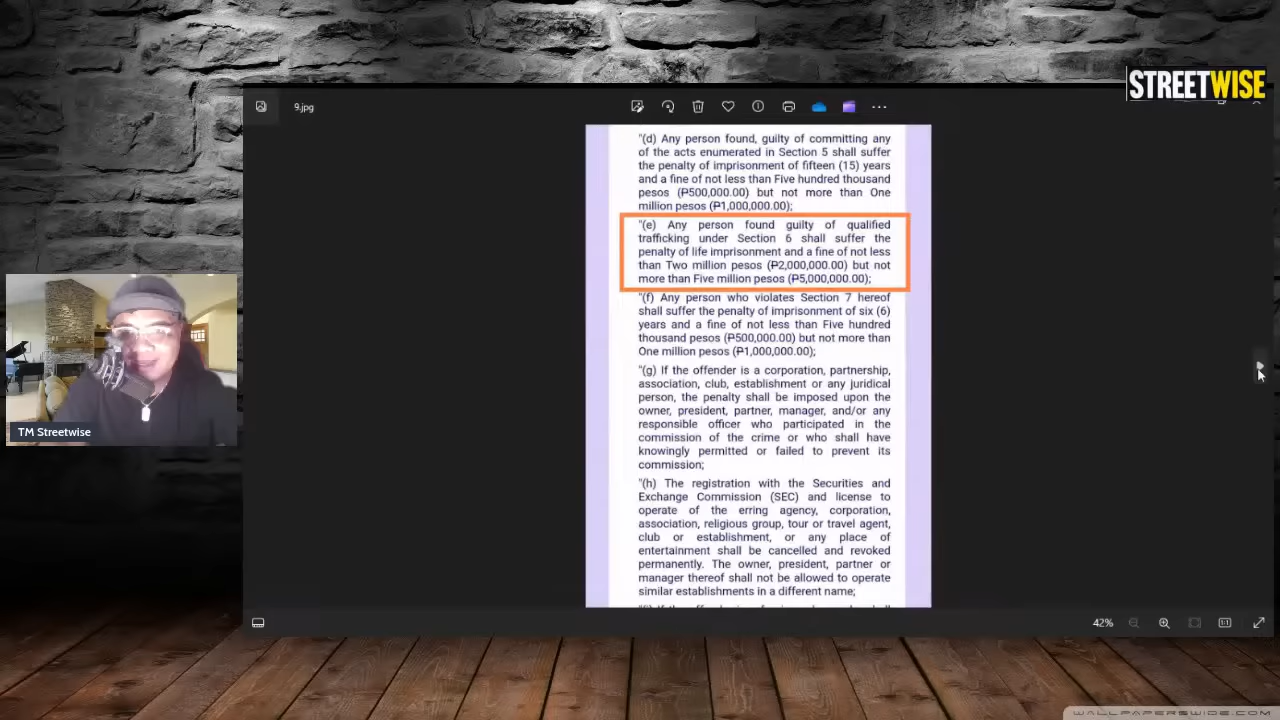 STREETWISE
9.jpg
"(d) Any person found, guilty of committing any
of the acts enumerated in Section 5 shall suffer
the penalty of imprisonment of fifteen (15) years
and a fine of not less than Five hundred thousand
pesos (₱500,000.00) but not more than One
million pesos (₱1,000,000.00);
"(e) Any person found guilty of qualified
trafficking under Section 6 shall suffer the
penalty of life imprisonment and a fine of not less
than Two million pesos (₱2,000,000.00) but not
more than Five million pesos (₱5,000,000.00);
"(f) Any person who violates Section 7 hereof
shall suffer the penalty of imprisonment of six (6)
years and a fine of not less than Five hundred
thousand pesos (₱500,000.00) but not more than
One million pesos (₱1,000,000.00);
"(g) If the offender is a corporation, partnership,
association, club, establishment or any juridical
person, the penalty shall be imposed upon the
owner, president, partner, manager, and/or any
responsible officer who participated in the
commission of the crime or who shall have
knowingly permitted or failed to prevent its
commission;
"(h) The registration with the Securities and
Exchange Commission (SEC) and license to
operate of the erring agency, corporation,
association, religious group, tour or travel agent,
club or establishment, or any place of
entertainment shall be cancelled and revoked
permanently. The owner, president, partner or
manager thereof shall not be allowed to operate
similar establishments in a different name;
TM Streetwise
42%
WALLPAPERSWIDE.COM